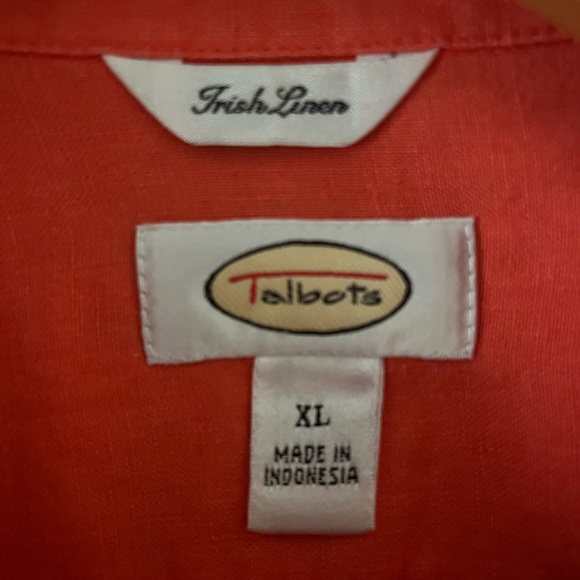 Irish Linen
Talbots
XL
MADE IN
INDONESIA